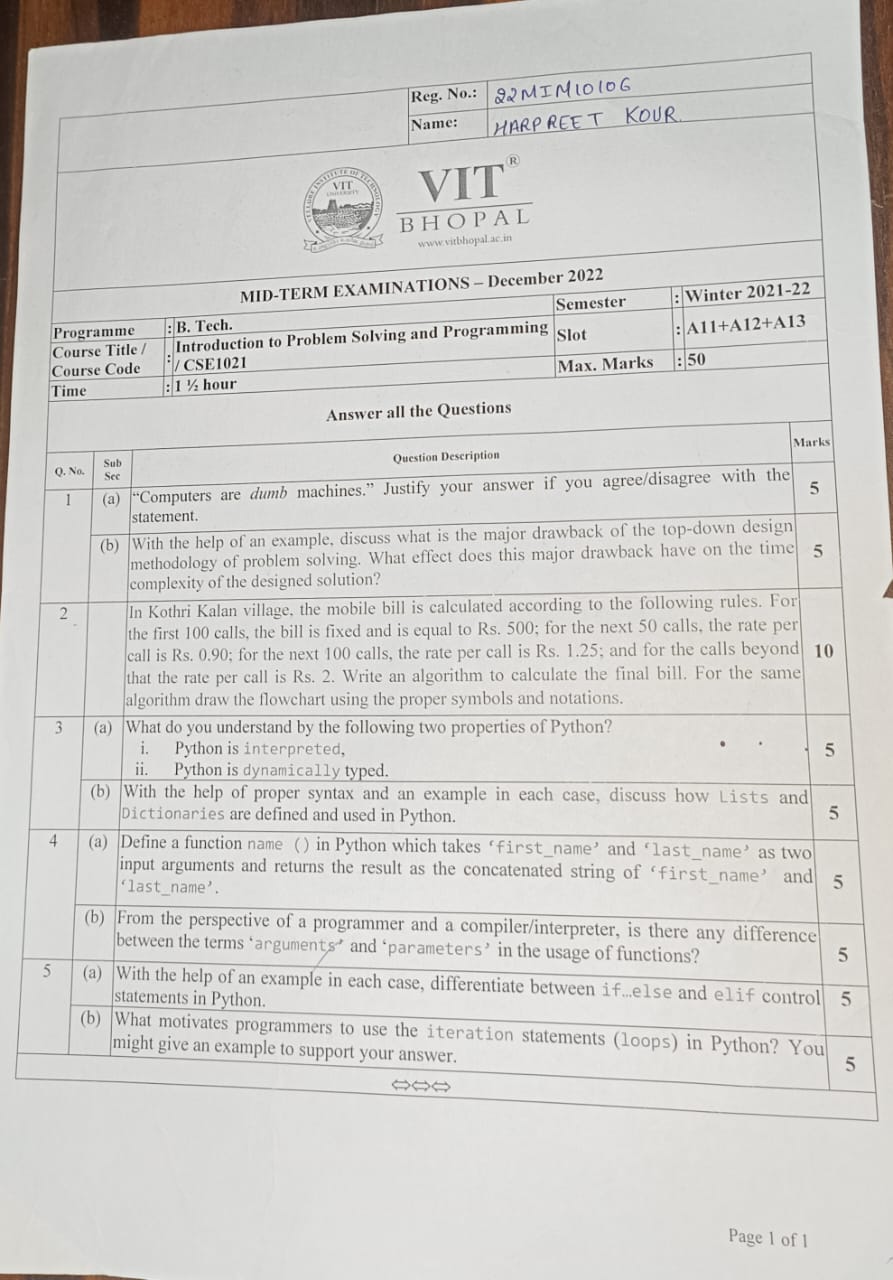 Reg. No.: 22MIM10106
Name: HARPREET KOUR
VIT
UNIVERSITY
VIT®
BHOPAL
www.vitbhopal.ac.in
MID-TERM EXAMINATIONS – December 2022
Programme : B. Tech. Semester : Winter 2021-22
Course Title / Course Code : Introduction to Problem Solving and Programming / CSE1021 Slot : A11+A12+A13
Time : 1 ½ hour Max. Marks : 50
Answer all the Questions
Q. No. Sub Sec Question Description Marks
1 (a) “Computers are dumb machines.” Justify your answer if you agree/disagree with the
statement. 5
(b) With the help of an example, discuss what is the major drawback of the top-down design
methodology of problem solving. What effect does this major drawback have on the time 5
complexity of the designed solution?
2 In Kothri Kalan village, the mobile bill is calculated according to the following rules. For
the first 100 calls, the bill is fixed and is equal to Rs. 500; for the next 50 calls, the rate per
call is Rs. 0.90; for the next 100 calls, the rate per call is Rs. 1.25; and for the calls beyond 10
that the rate per call is Rs. 2. Write an algorithm to calculate the final bill. For the same
algorithm draw the flowchart using the proper symbols and notations.
3 (a) What do you understand by the following two properties of Python?
i. Python is interpreted, 5
ii. Python is dynamically typed.
(b) With the help of proper syntax and an example in each case, discuss how Lists and
Dictionaries are defined and used in Python. 5
4 (a) Define a function name () in Python which takes ‘first_name’ and ‘last_name’ as two
input arguments and returns the result as the concatenated string of ‘first_name’ and 5
‘last_name’.
(b) From the perspective of a programmer and a compiler/interpreter, is there any difference
between the terms ‘arguments’ and ‘parameters’ in the usage of functions? 5
5 (a) With the help of an example in each case, differentiate between if…else and elif control 5
statements in Python.
(b) What motivates programmers to use the iteration statements (loops) in Python? You
might give an example to support your answer. 5
⇔⇔⇔
Page 1 of 1